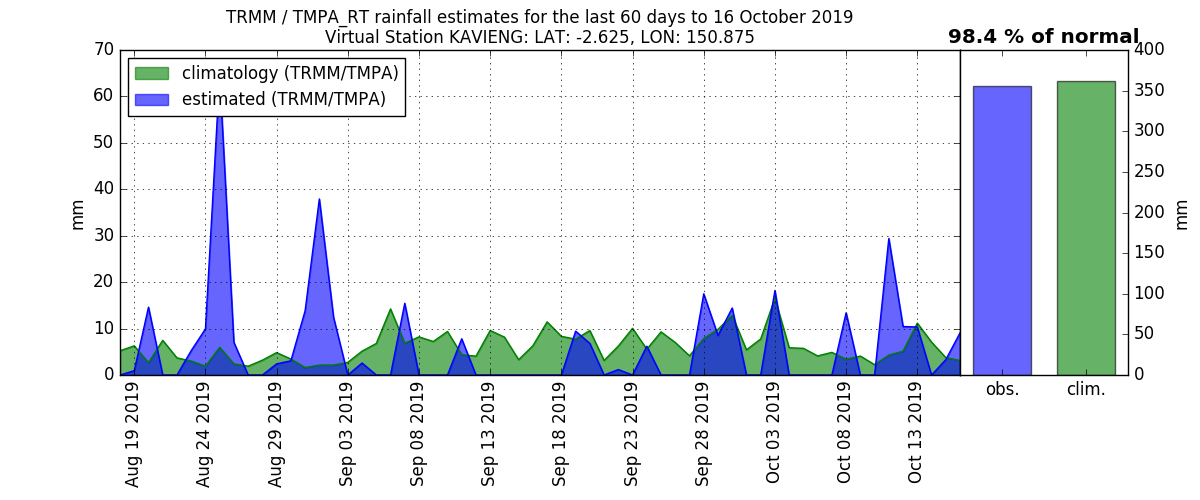 TRMM / TMPA_RT rainfall estimates for the last 60 days to 16 October 2019
Virtual Station KAVIENG: LAT: -2.625, LON: 150.875
98.4 % of normal
climatology (TRMM/TMPA)
estimated (TRMM/TMPA)
70
60
50
40
30
20
10
0
mm
400
350
300
250
200
150
100
50
0
mm
Aug 19 2019
Aug 24 2019
Aug 29 2019
Sep 03 2019
Sep 08 2019
Sep 13 2019
Sep 18 2019
Sep 23 2019
Sep 28 2019
Oct 03 2019
Oct 08 2019
Oct 13 2019
obs.
clim.